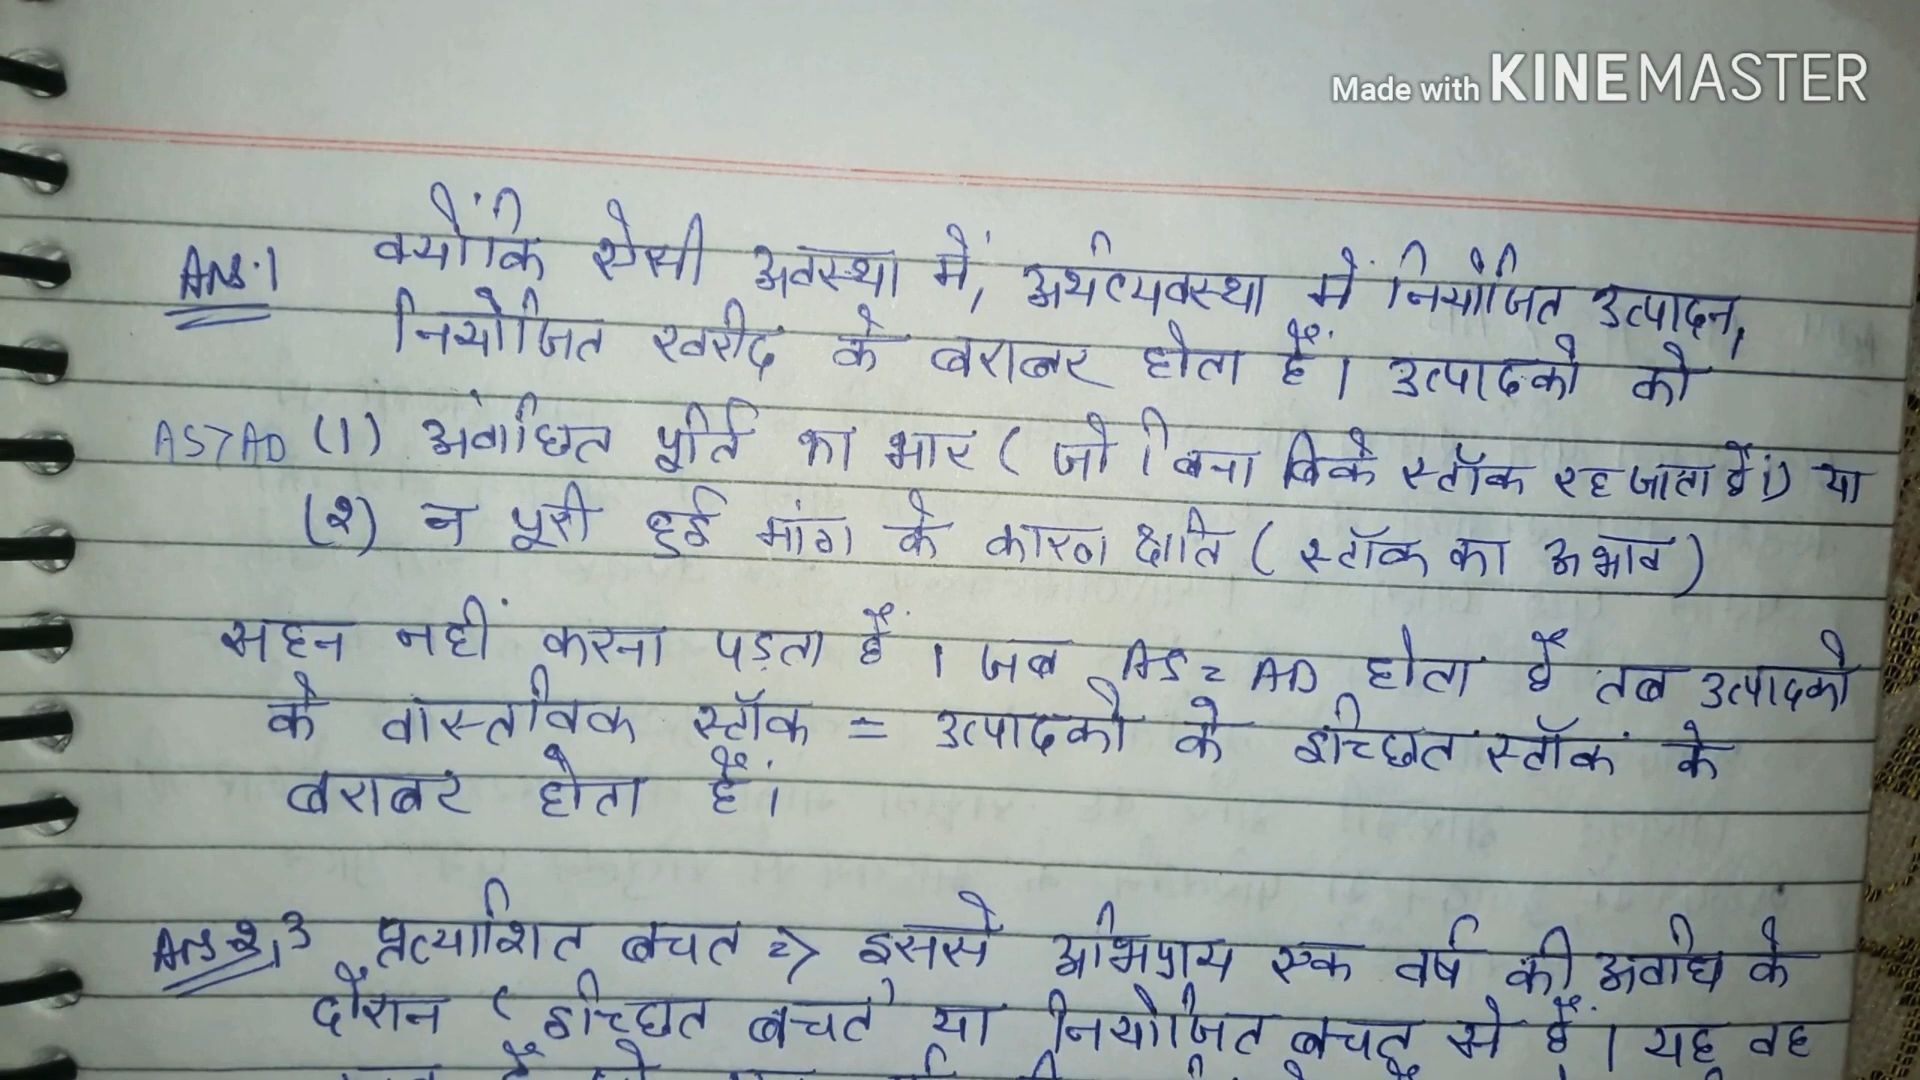 Made with KINEMASTER
Ans.1 क्योंकि ऐसी अवस्था में, अर्थव्यवस्था में नियोजित उत्पादन,
नियोजित खरीद के बराबर होता हैं। उत्पादको को
AS>AD (1) अवांछित पूर्ति का भार ( जो बिना बिके स्टॉक रह जाता हैं।) या
(२) न पूरी हुई मांग के कारण क्षति ( स्टॉक का अभाव )
सहन नहीं करना पड़ता हैं। जब AS = AD होता है तब उत्पादको
के वास्तविक स्टॉक = उत्पादको के इच्छित स्टॉक के
बराबर होता हैं।
Ans-2,3 प्रत्याशित बचत => इससे अभिप्राय एक वर्ष की अवधि के
दौरान ' इच्छित बचत' या नियोजित बचत से हैं। यह वह